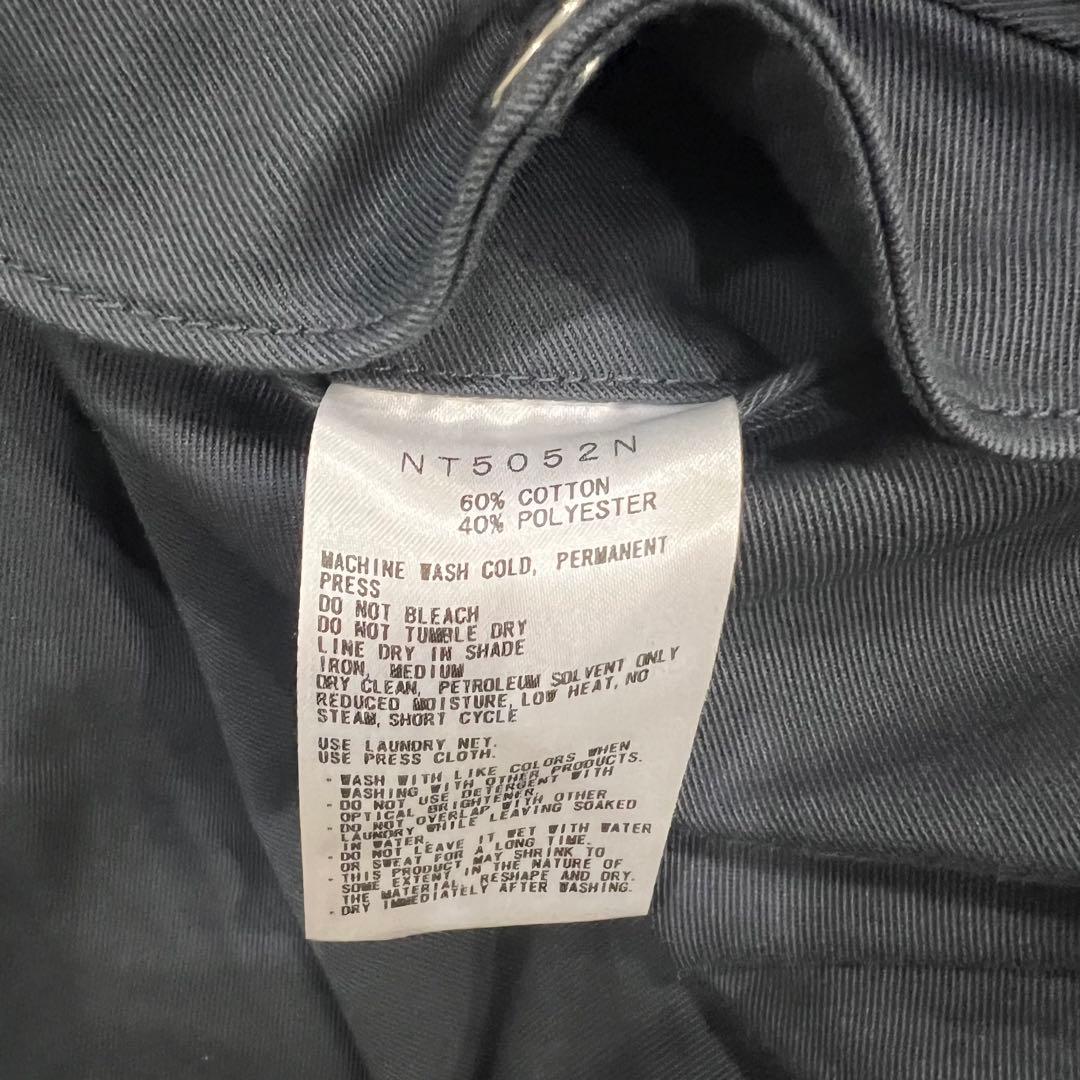 NT5052N
60% COTTON
40% POLYESTER
MACHINE WASH COLD, PERMANENT
PRESS
DO NOT BLEACH
DO NOT TUMBLE DRY
LINE DRY IN SHADE
IRON, MEDIUM
DRY CLEAN, PETROLEUM SOLVENT ONLY
REDUCED MOISTURE, LOW HEAT, NO
STEAM, SHORT CYCLE
USE LAUNDRY NET.
USE PRESS CLOTH.
- WASH WITH LIKE COLORS WHEN
WASHING WITH OTHER PRODUCTS.
- DO NOT USE DETERGENT WITH
OPTICAL BRIGHTENER.
- DO NOT OVERLAP WITH OTHER
LAUNDRY WHILE LEAVING SOAKED
IN WATER.
- DO NOT LEAVE IT WET WITH WATER
OR SWEAT FOR A LONG TIME.
- THIS PRODUCT MAY SHRINK TO
SOME EXTENT IN THE NATURE OF
THE MATERIAL. RESHAPE AND DRY.
- DRY IMMEDIATELY AFTER WASHING.